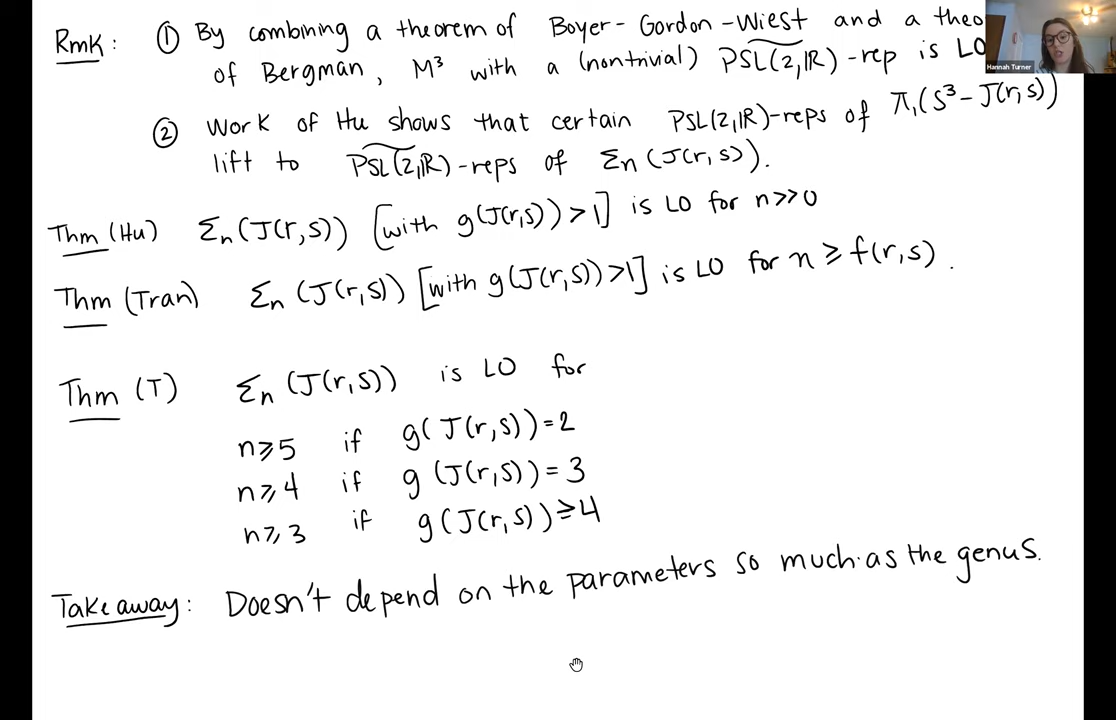 Rmk: ① By combining a theorem of Boyer-Gordon-Wiest and a theo
Hannah Turner
of Bergman, M³ with a (nontrivial) P͠S͠L͠(2,ℝ)-rep is LO
② Work of Hu shows that certain PSL(2,ℝ)-reps of π₁(S³-J(r,s))
lift to P͠S͠L͠(2,ℝ)-reps of Σn(J(r,s)).
Thm (Hu) Σn(J(r,s)) [with g(J(r,s))>1] is LO for n>>0
Thm (Tran) Σn(J(r,s)) [with g(J(r,s))>1] is LO for n ≥ f(r,s).
Thm (T) Σn(J(r,s)) is LO for
n≥5 if g(J(r,s))=2
n≥4 if g(J(r,s))=3
n≥3 if g(J(r,s))≥4
Takeaway: Doesn't depend on the parameters so much as the genus.